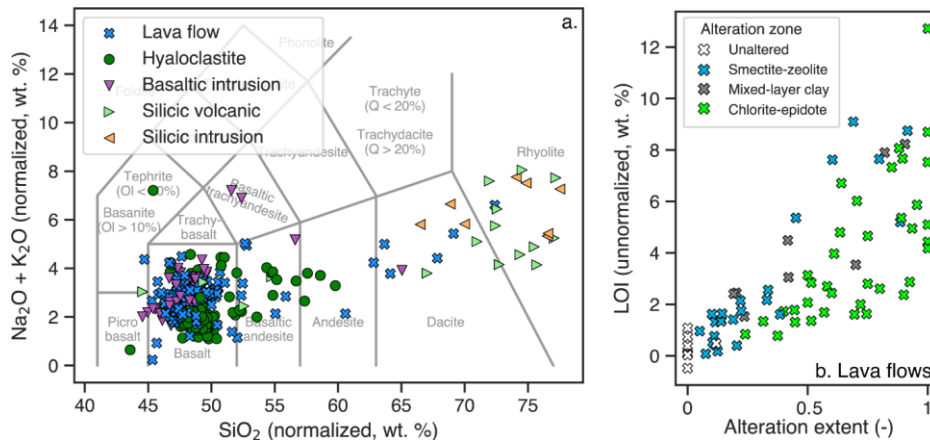 a.
Lava flow
Hyaloclastite
Basaltic intrusion
Silicic volcanic
Silicic intrusion
Phonolite
Trachyte
(Q < 20%)
Trachydacite
(Q > 20%)
Trachyandesite
Rhyolite
Tephrite
Basaltic
trachyandesite
Basanite
(Ol > 10%)
Trachy-
basalt
Picro
basalt
Basalt
Basaltic
andesite
Andesite
Dacite
Na2O + K2O (normalized, wt. %)
14
12
10
8
6
4
2
0
40
45
50
55
60
65
70
75
SiO2 (normalized, wt. %)
Alteration zone
Unaltered
Smectite-zeolite
Mixed-layer clay
Chlorite-epidote
b. Lava flows
LOI (unnormalized, wt. %)
12
10
8
6
4
2
0
0
0.5
1
Alteration extent (-)